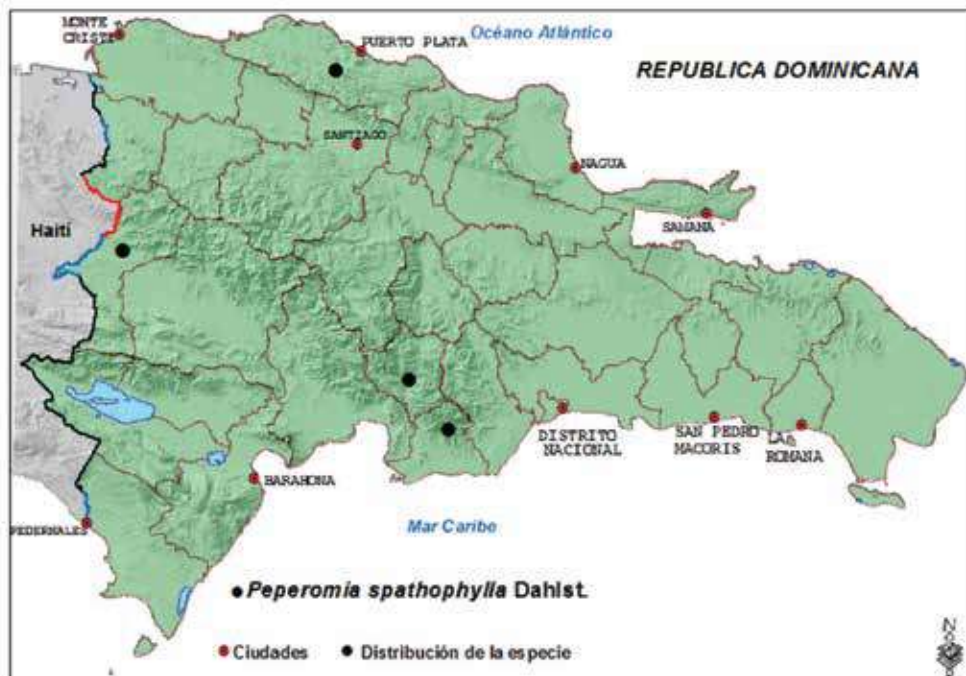 MONTE
CRISTI
Océano Atlántico
PUERTO PLATA
REPUBLICA DOMINICANA
SANTIAGO
NAGUA
SAMANA
Haití
DISTRITO
NACIONAL
SAN PEDRO
MACORIS
LA
ROMANA
BARAHONA
PEDERNALES
Mar Caribe
Peperomia spathophylla Dahlst.
Ciudades
Distribución de la especie
N